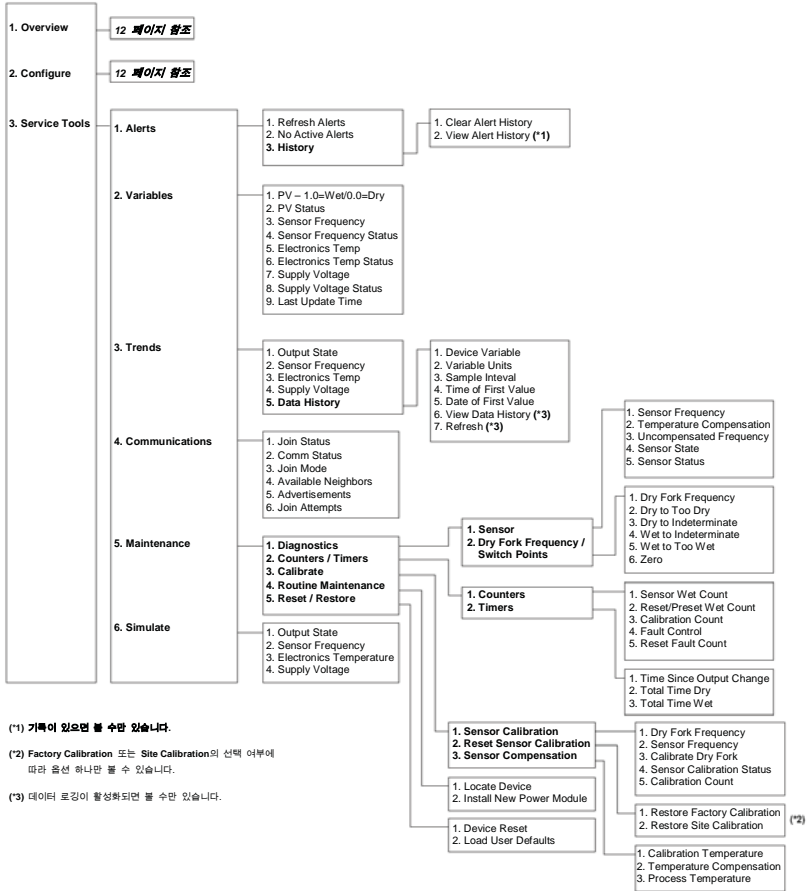 1. Overview
12 페이지 참조
2. Configure
12 페이지 참조
3. Service Tools
1. Alerts
1. Refresh Alerts
2. No Active Alerts
3. History
1. Clear Alert History
2. View Alert History (*1)
2. Variables
1. PV – 1.0=Wet/0.0=Dry
2. PV Status
3. Sensor Frequency
4. Sensor Frequency Status
5. Electronics Temp
6. Electronics Temp Status
7. Supply Voltage
8. Supply Voltage Status
9. Last Update Time
3. Trends
1. Output State
2. Sensor Frequency
3. Electronics Temp
4. Supply Voltage
5. Data History
1. Device Variable
2. Variable Units
3. Sample Inteval
4. Time of First Value
5. Date of First Value
6. View Data History (*3)
7. Refresh (*3)
4. Communications
1. Join Status
2. Comm Status
3. Join Mode
4. Available Neighbors
5. Advertisements
6. Join Attempts
5. Maintenance
1. Diagnostics
2. Counters / Timers
3. Calibrate
4. Routine Maintenance
5. Reset / Restore
1. Sensor
2. Dry Fork Frequency /
Switch Points
1. Sensor Frequency
2. Temperature Compensation
3. Uncompensated Frequency
4. Sensor State
5. Sensor Status
1. Dry Fork Frequency
2. Dry to Too Dry
3. Dry to Indeterminate
4. Wet to Indeterminate
5. Wet to Too Wet
6. Zero
1. Counters
2. Timers
1. Sensor Wet Count
2. Reset/Preset Wet Count
3. Calibration Count
4. Fault Control
5. Reset Fault Count
1. Time Since Output Change
2. Total Time Dry
3. Total Time Wet
6. Simulate
1. Output State
2. Sensor Frequency
3. Electronics Temperature
4. Supply Voltage
1. Sensor Calibration
2. Reset Sensor Calibration
3. Sensor Compensation
1. Dry Fork Frequency
2. Sensor Frequency
3. Calibrate Dry Fork
4. Sensor Calibration Status
5. Calibration Count
1. Restore Factory Calibration
2. Restore Site Calibration
(*2)
1. Calibration Temperature
2. Temperature Compensation
3. Process Temperature
1. Locate Device
2. Install New Power Module
1. Device Reset
2. Load User Defaults
(*1) 기록이 있으면 볼 수만 있습니다.
(*2) Factory Calibration 또는 Site Calibration의 선택 여부에
따라 옵션 하나만 볼 수 있습니다.
(*3) 데이터 로깅이 활성화되면 볼 수만 있습니다.